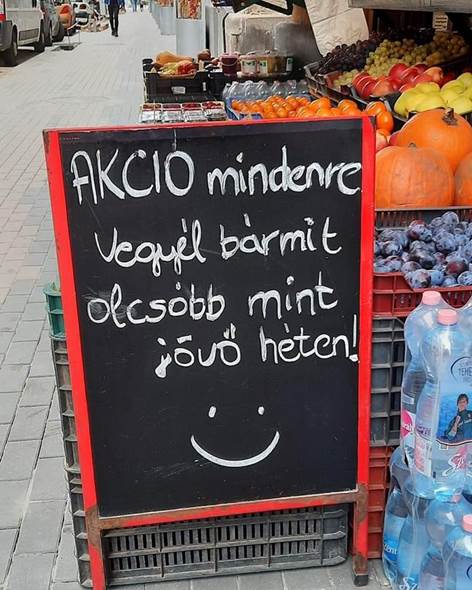 AKCIÓ mindenre
Vegyél bármit
olcsóbb mint
jövő héten!